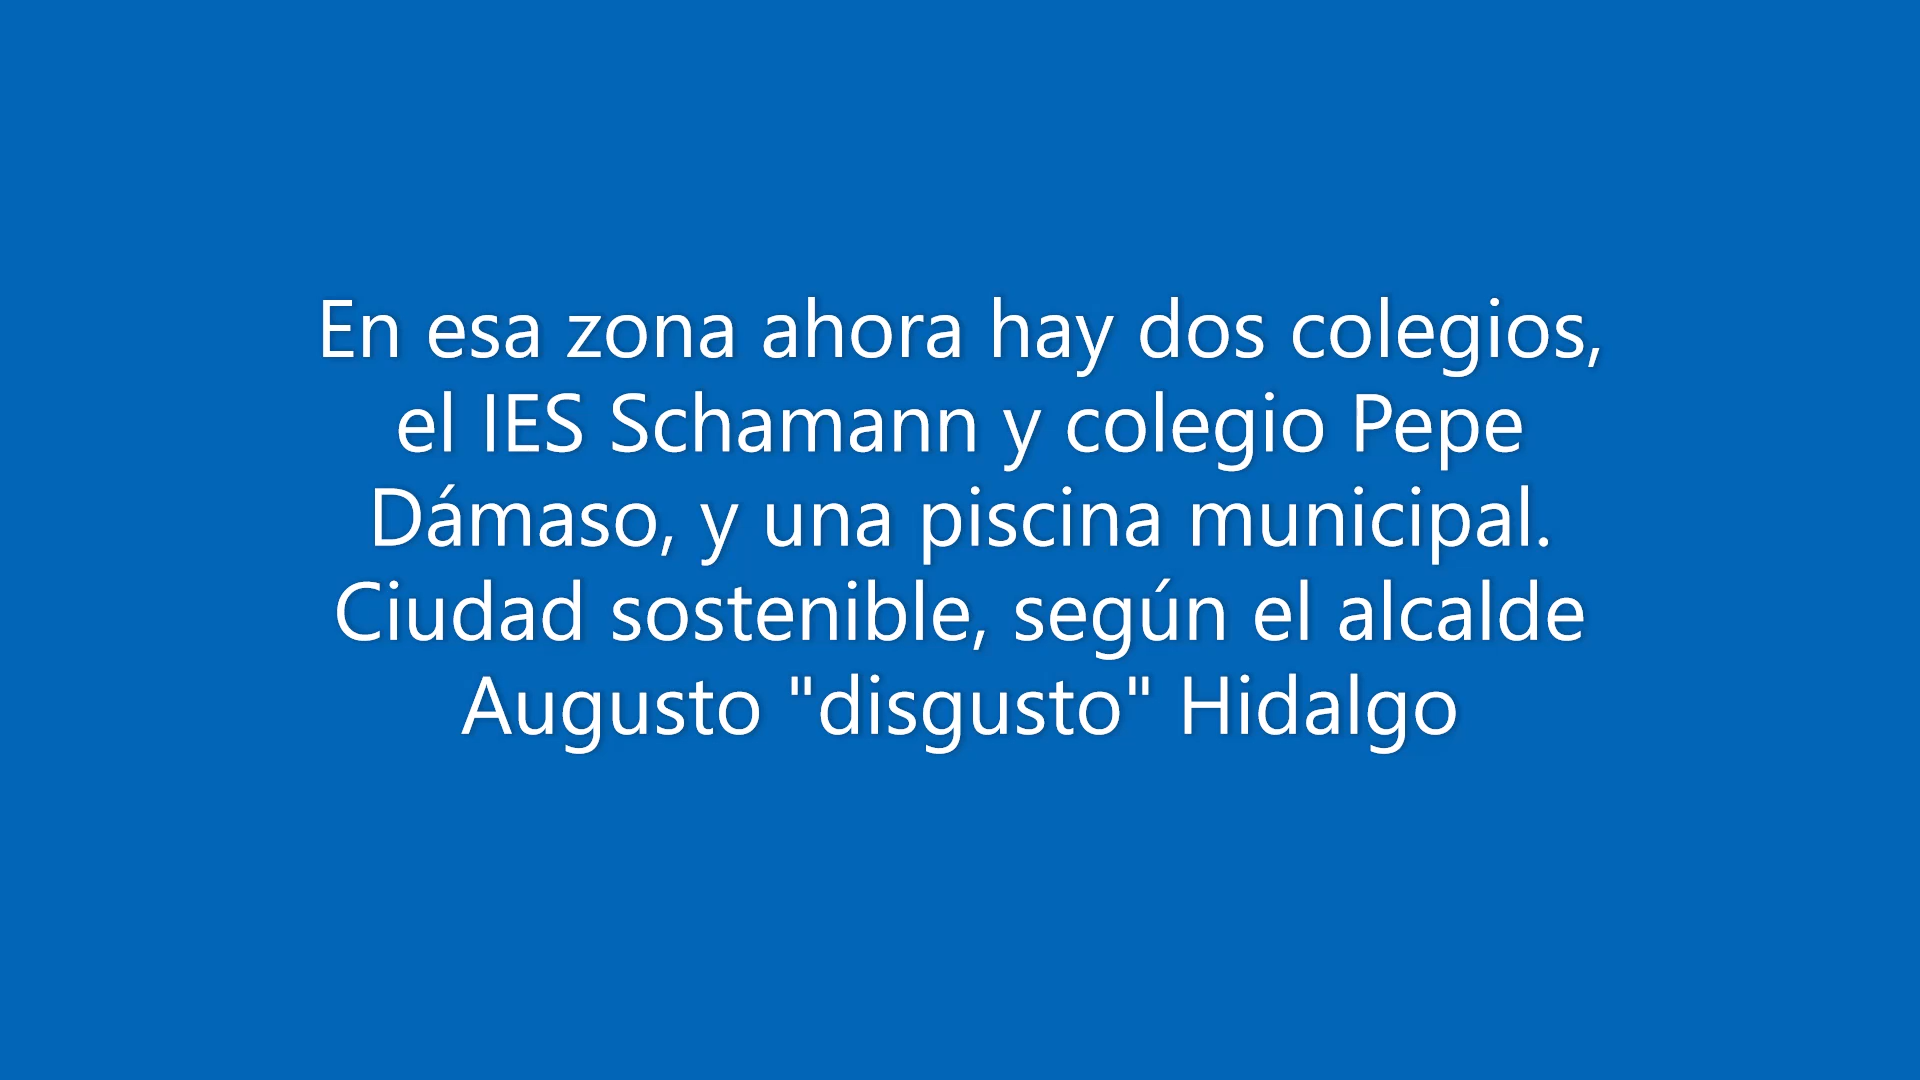 En esa zona ahora hay dos colegios,
el IES Schamann y colegio Pepe
Dámaso, y una piscina municipal.
Ciudad sostenible, según el alcalde
Augusto "disgusto" Hidalgo